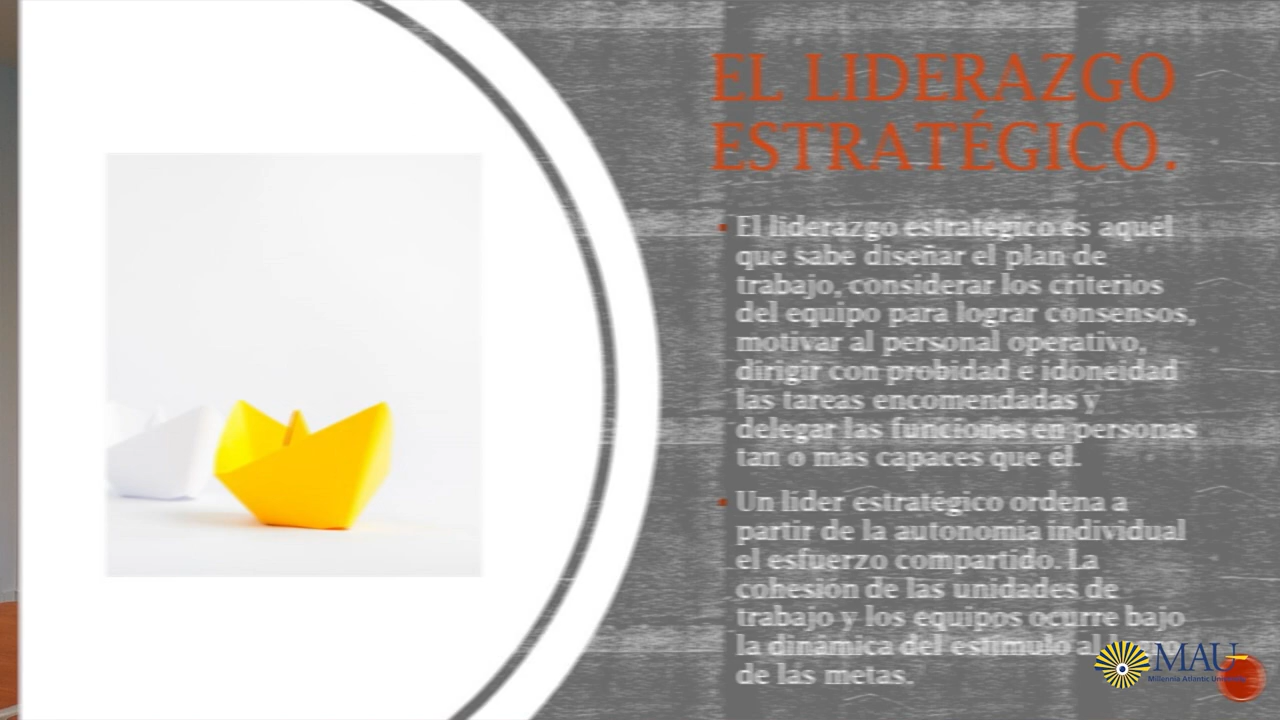 EL LIDERAZGO
ESTRATÉGICO.
El liderazgo estratégico es aquél
que sabe diseñar el plan de
trabajo, considerar los criterios
del equipo para lograr consensos,
motivar al personal operativo,
dirigir con probidad e idoneidad
las tareas encomendadas y
delegar las funciones en personas
tan o más capaces que él.
Un líder estratégico ordena a
partir de la autonomía individual
el esfuerzo compartido. La
cohesión de las unidades de
trabajo y los equipos ocurre bajo
la dinámica del estímulo al
de las metas.
MAU
Millennia Atlantic